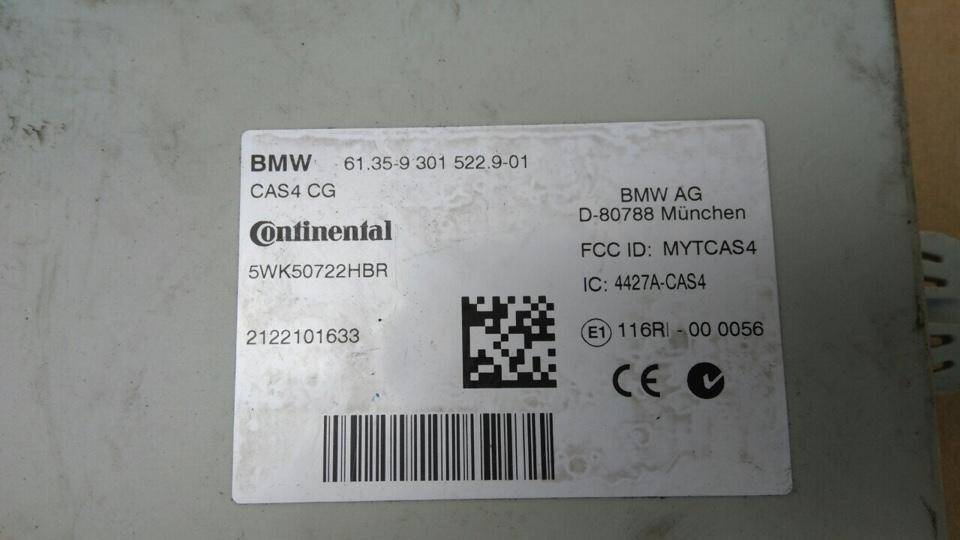 BMW 61.35-9 301 522.9-01
CAS4 CG
Continental
5WK50722HBR
2122101633
BMW AG
D-80788 München
FCC ID: MYTCAS4
IC: 4427A-CAS4
E1 116RI - 00 0056
CE